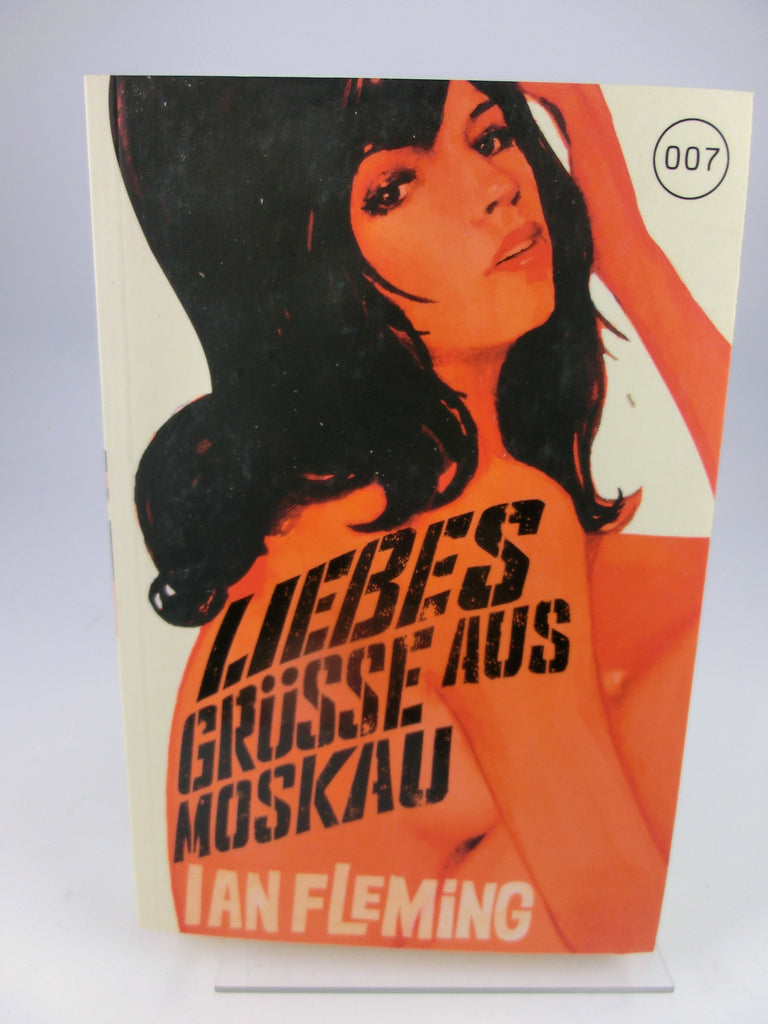 007
LIEBES
GRÜSSE AUS
MOSKAU
IAN FLEMiNG